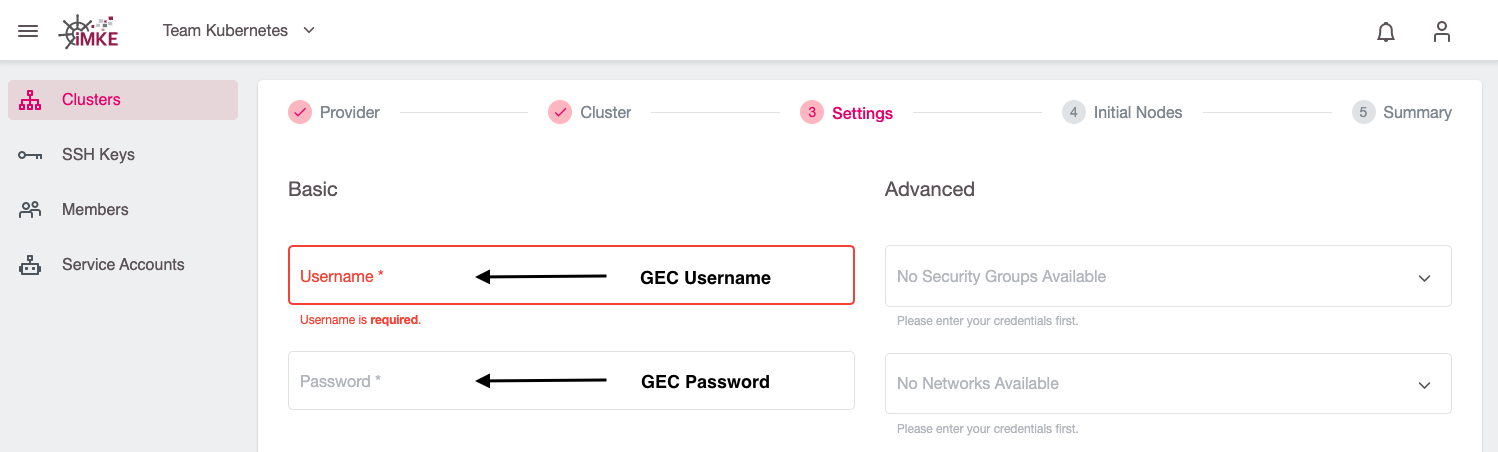 iMKE
Team Kubernetes
Clusters
SSH Keys
Members
Service Accounts
Provider
Cluster
3 Settings
4 Initial Nodes
5 Summary
Basic
Username *
GEC Username
Username is required.
Password *
GEC Password
Advanced
No Security Groups Available
Please enter your credentials first.
No Networks Available
Please enter your credentials first.